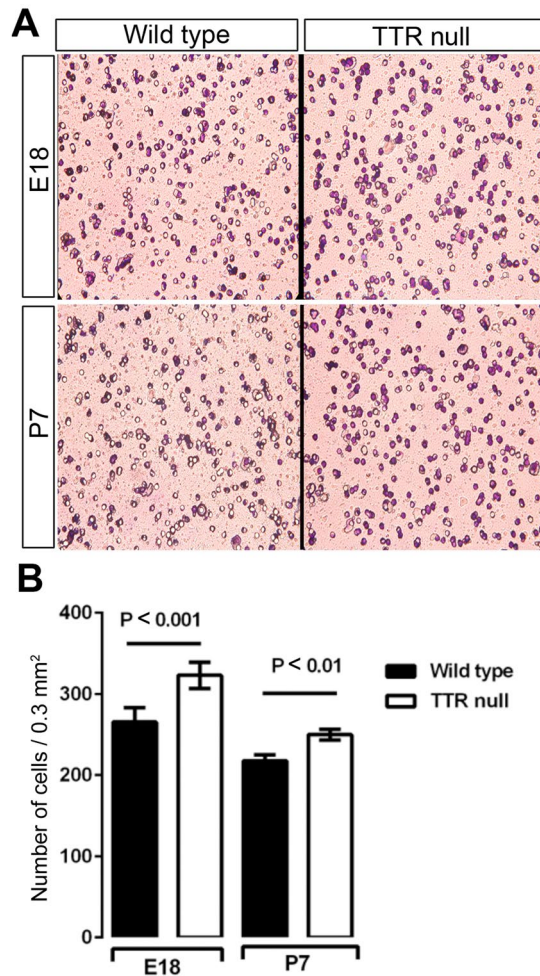 A
Wild type
TTR null
E18
P7
B
Number of cells / 0.3 mm²
400
300
200
100
0
P < 0.001
P < 0.01
Wild type
TTR null
E18
P7